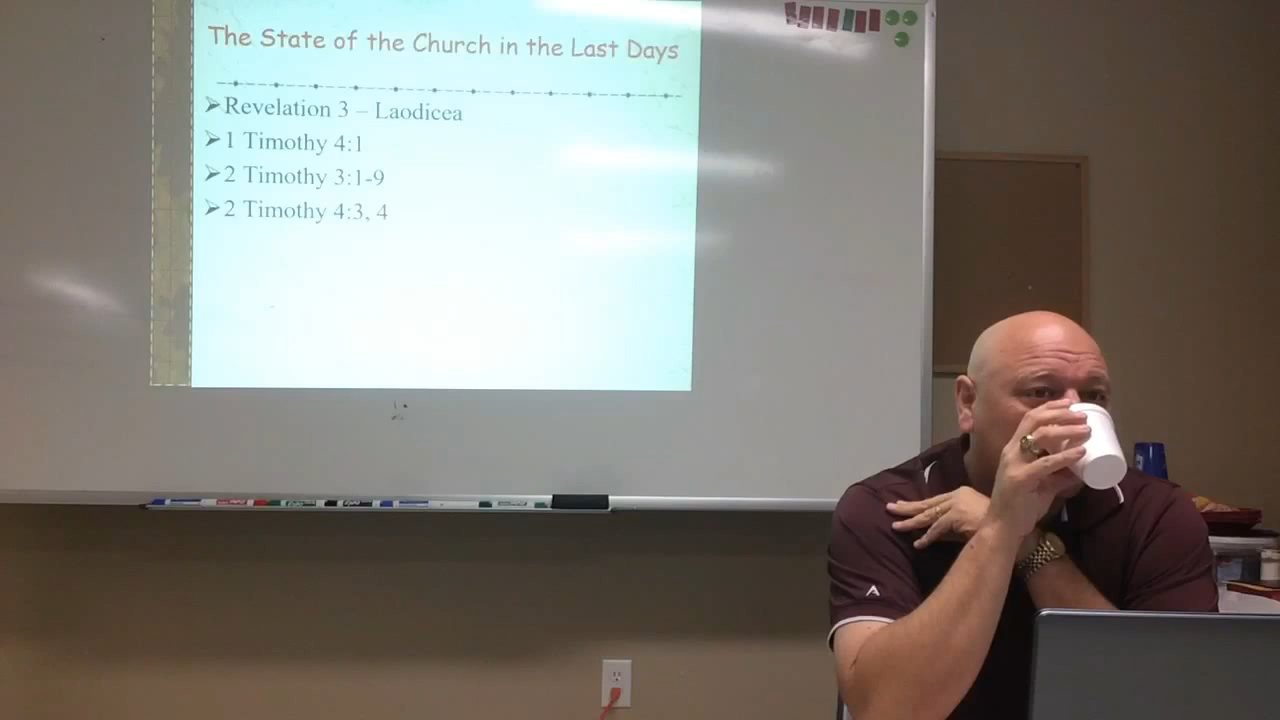 The State of the Church in the Last Days
➢Revelation 3 – Laodicea
➢1 Timothy 4:1
➢2 Timothy 3:1-9
➢2 Timothy 4:3, 4